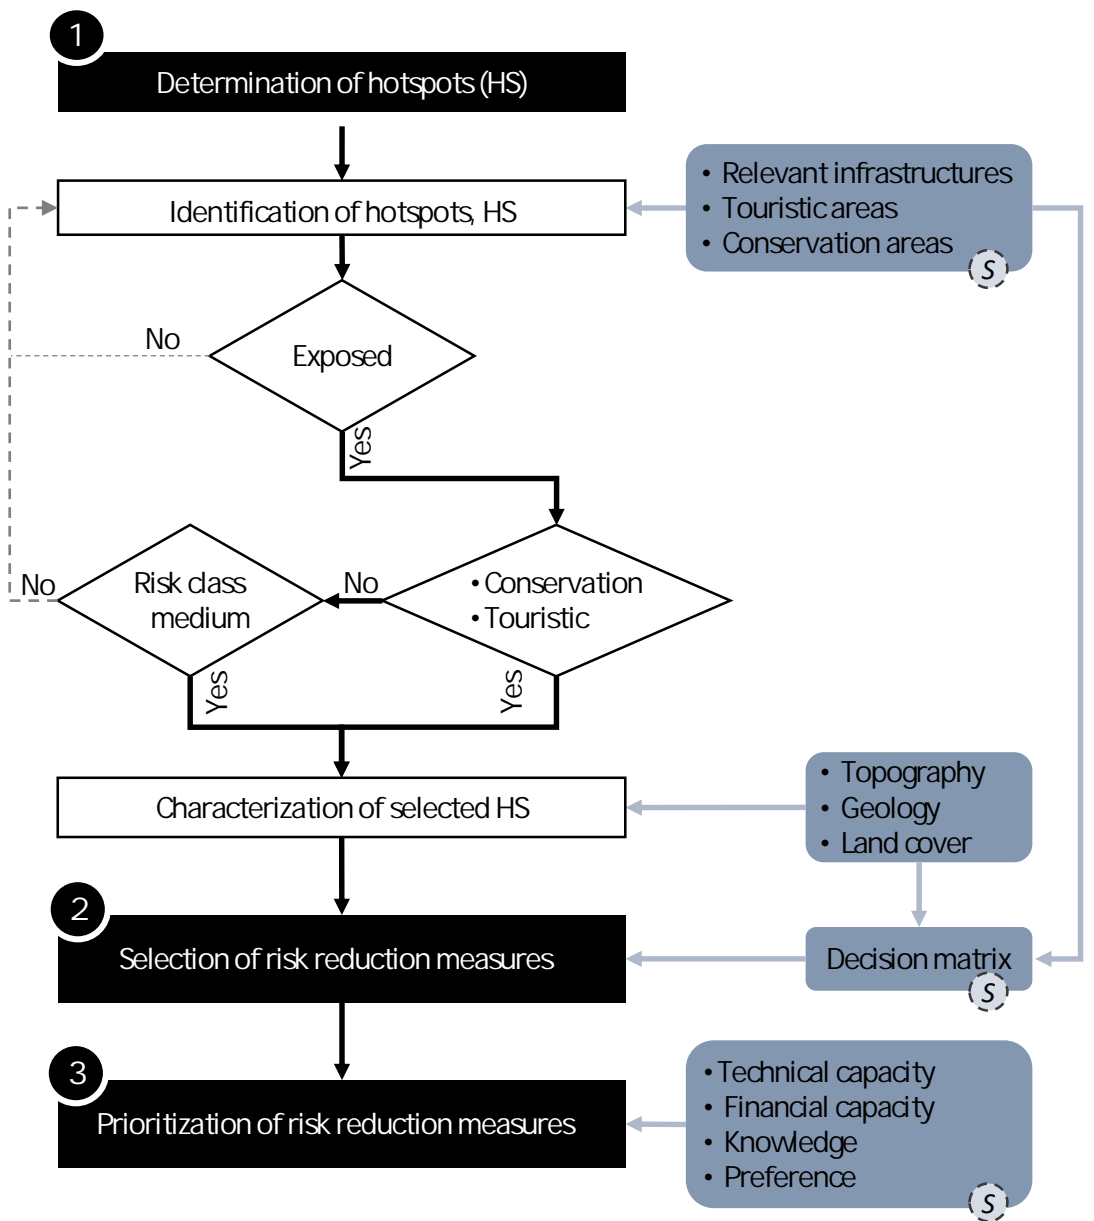 1
Determination of hotspots (HS)
Identification of hotspots, HS
• Relevant infrastructures
• Touristic areas
• Conservation areas
S
No
Exposed
Yes
No
Risk class
medium
No
• Conservation
• Touristic
Yes
Yes
Characterization of selected HS
• Topography
• Geology
• Land cover
2
Selection of risk reduction measures
Decision matrix
S
3
Prioritization of risk reduction measures
• Technical capacity
• Financial capacity
• Knowledge
• Preference
S